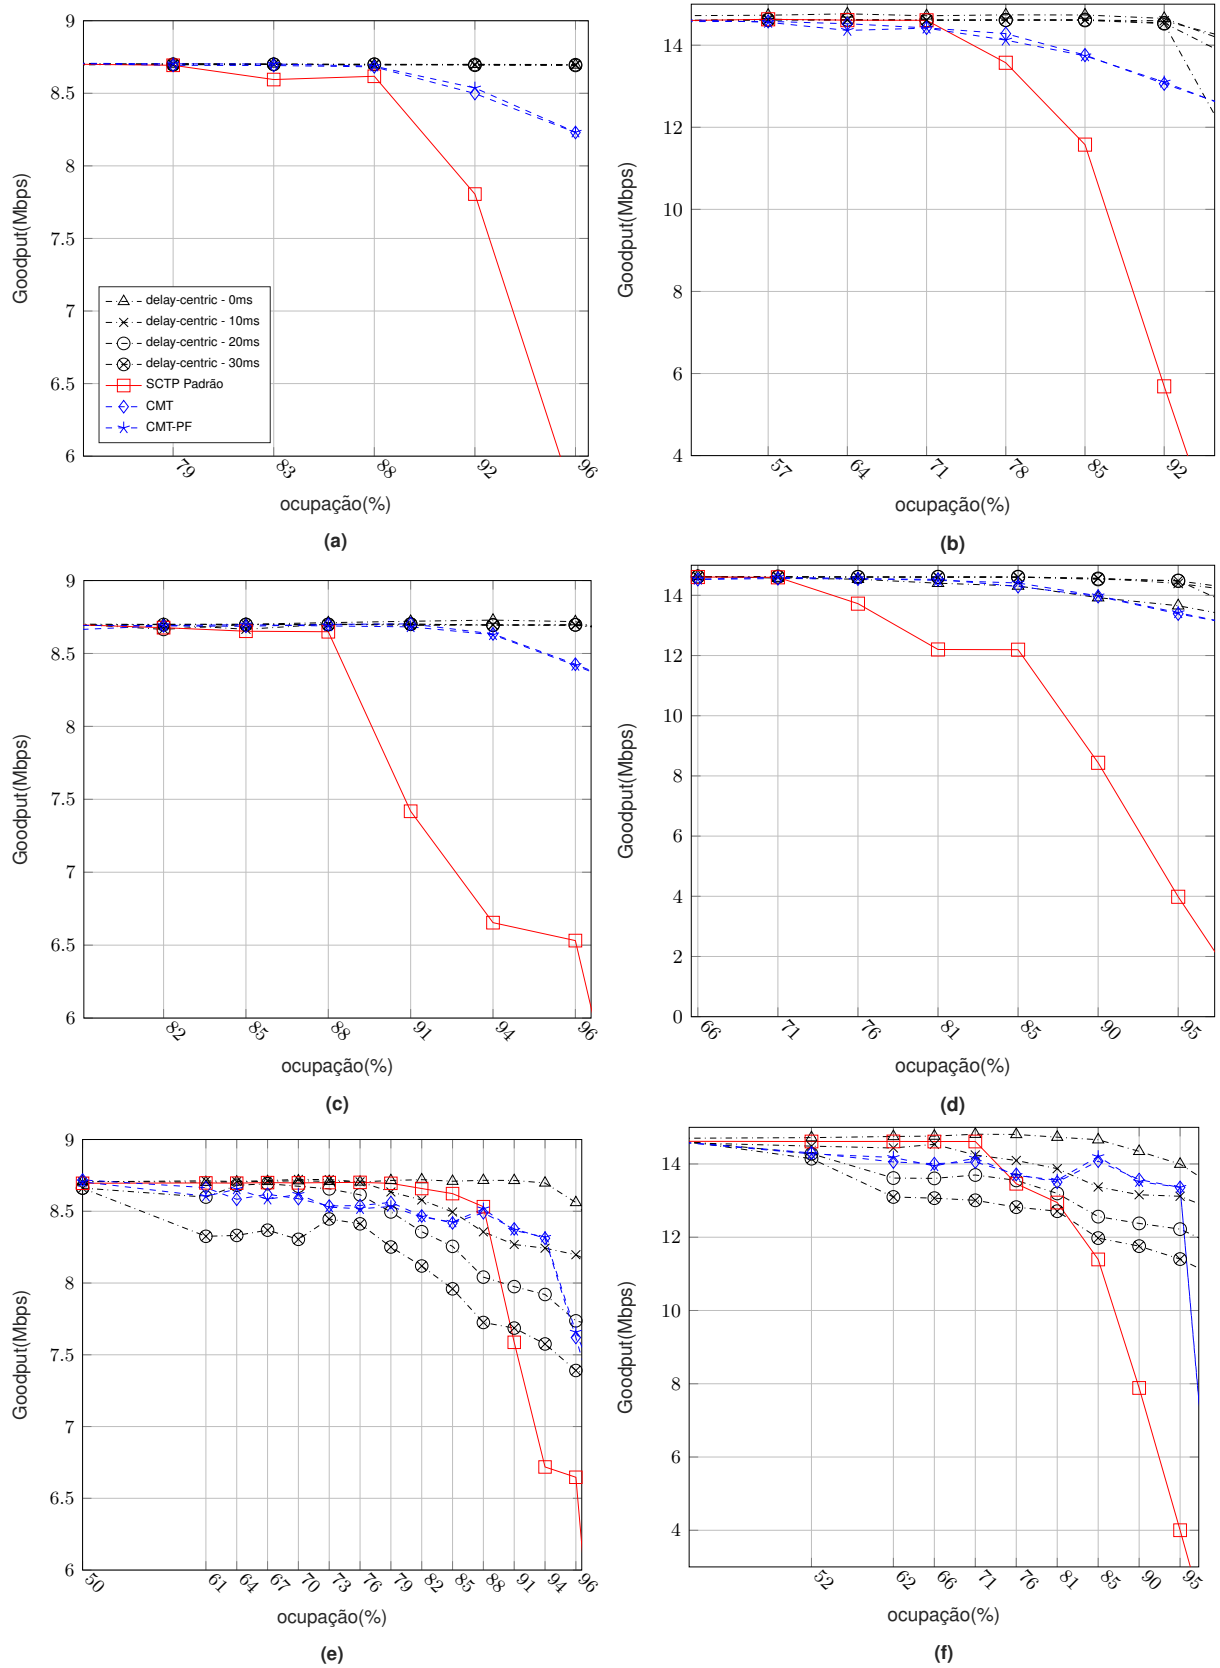 9
8.5
8
7.5
7
6.5
6
Goodput(Mbps)
delay-centric - 0ms
delay-centric - 10ms
delay-centric - 20ms
delay-centric - 30ms
SCTP Padrão
CMT
CMT-PF
79 83 88 92 96
ocupação(%)
(a)
14
12
10
8
6
4
Goodput(Mbps)
57 64 71 78 85 92
ocupação(%)
(b)
9
8.5
8
7.5
7
6.5
6
Goodput(Mbps)
82 85 88 91 94 96
ocupação(%)
(c)
14
12
10
8
6
4
2
0
Goodput(Mbps)
66 71 76 81 85 90 95
ocupação(%)
(d)
9
8.5
8
7.5
7
6.5
6
Goodput(Mbps)
50 61 64 67 70 73 76 79 82 85 88 91 94 96
ocupação(%)
(e)
14
12
10
8
6
4
Goodput(Mbps)
52 62 66 71 76 81 85 90 95
ocupação(%)
(f)